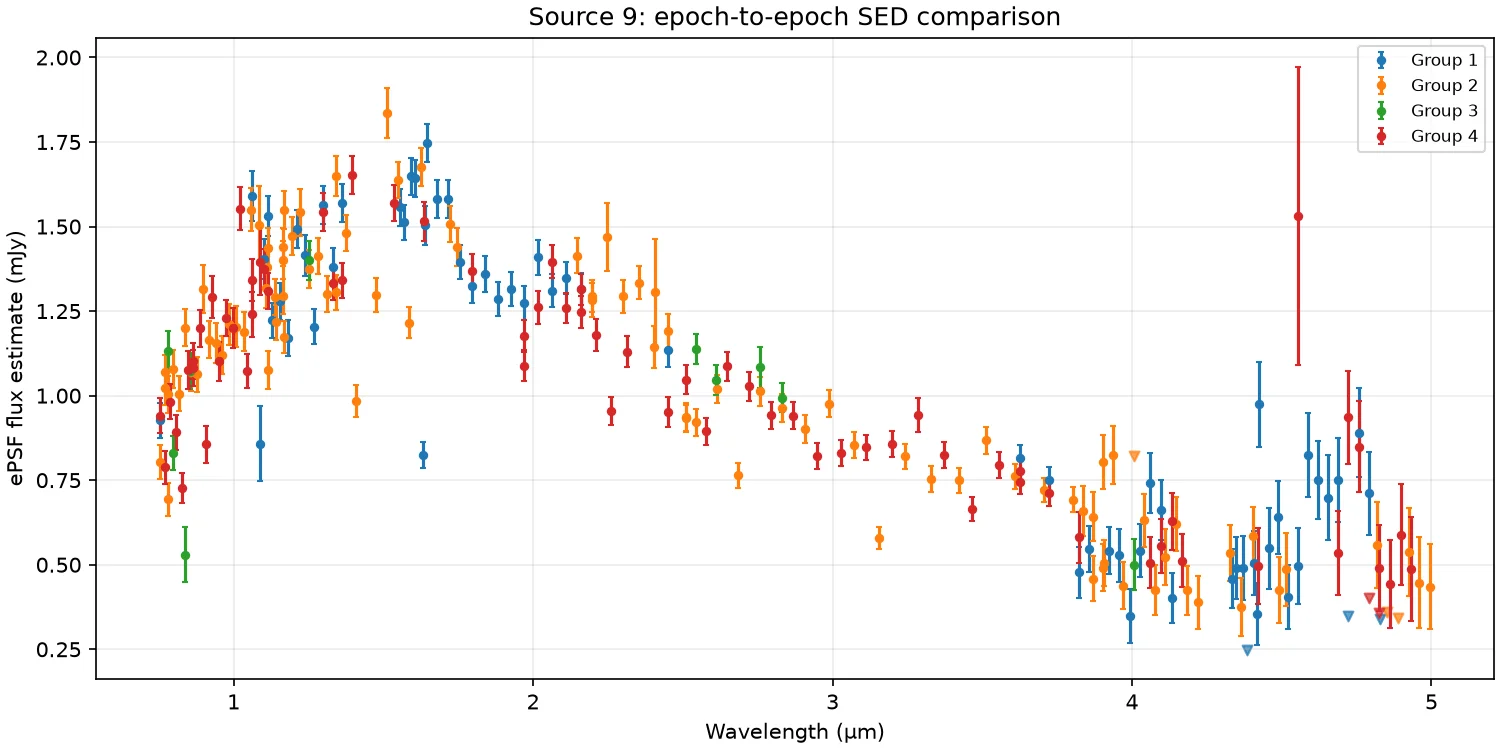 Source 9: epoch-to-epoch SED comparison
2.00
1.75
1.50
1.25
1.00
0.75
0.50
0.25
ePSF flux estimate (mJy)
Group 1
Group 2
Group 3
Group 4
1 2 3 4 5
Wavelength (μm)